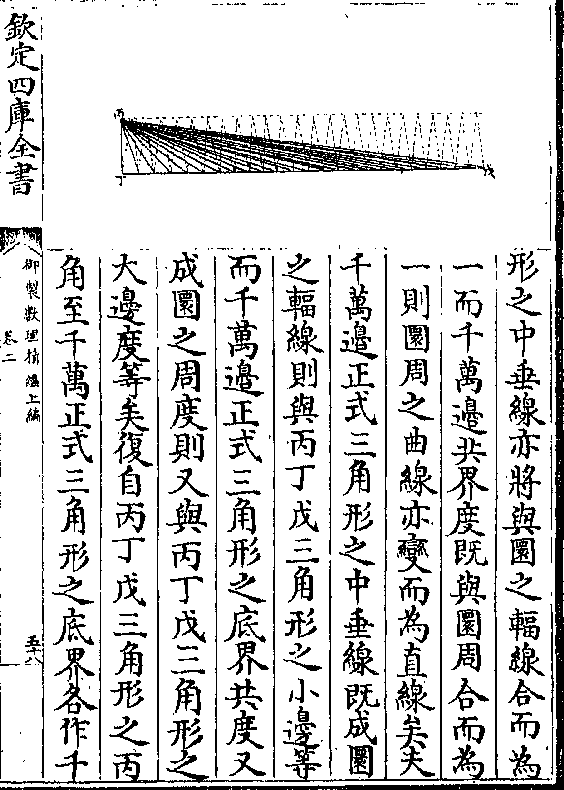 形之中垂線亦將與圜之輻線合而為
一而千萬邉共界度既與圜周合而為
一則圜周之曲線亦變而為直線矣夫
千萬邉正式三角形之中垂線既成圜
之輻線則與丙丁戊三角形之小邉等
而千萬邉正式三角形之底界共度又
成圜之周度則又與丙丁戊三角形之
大邉度等矣復自丙丁戊三角形之丙
角至千萬正式三角形之底界各作千
丙
丁
戊
欽定四庫全書
御製數理精藴上編
卷二